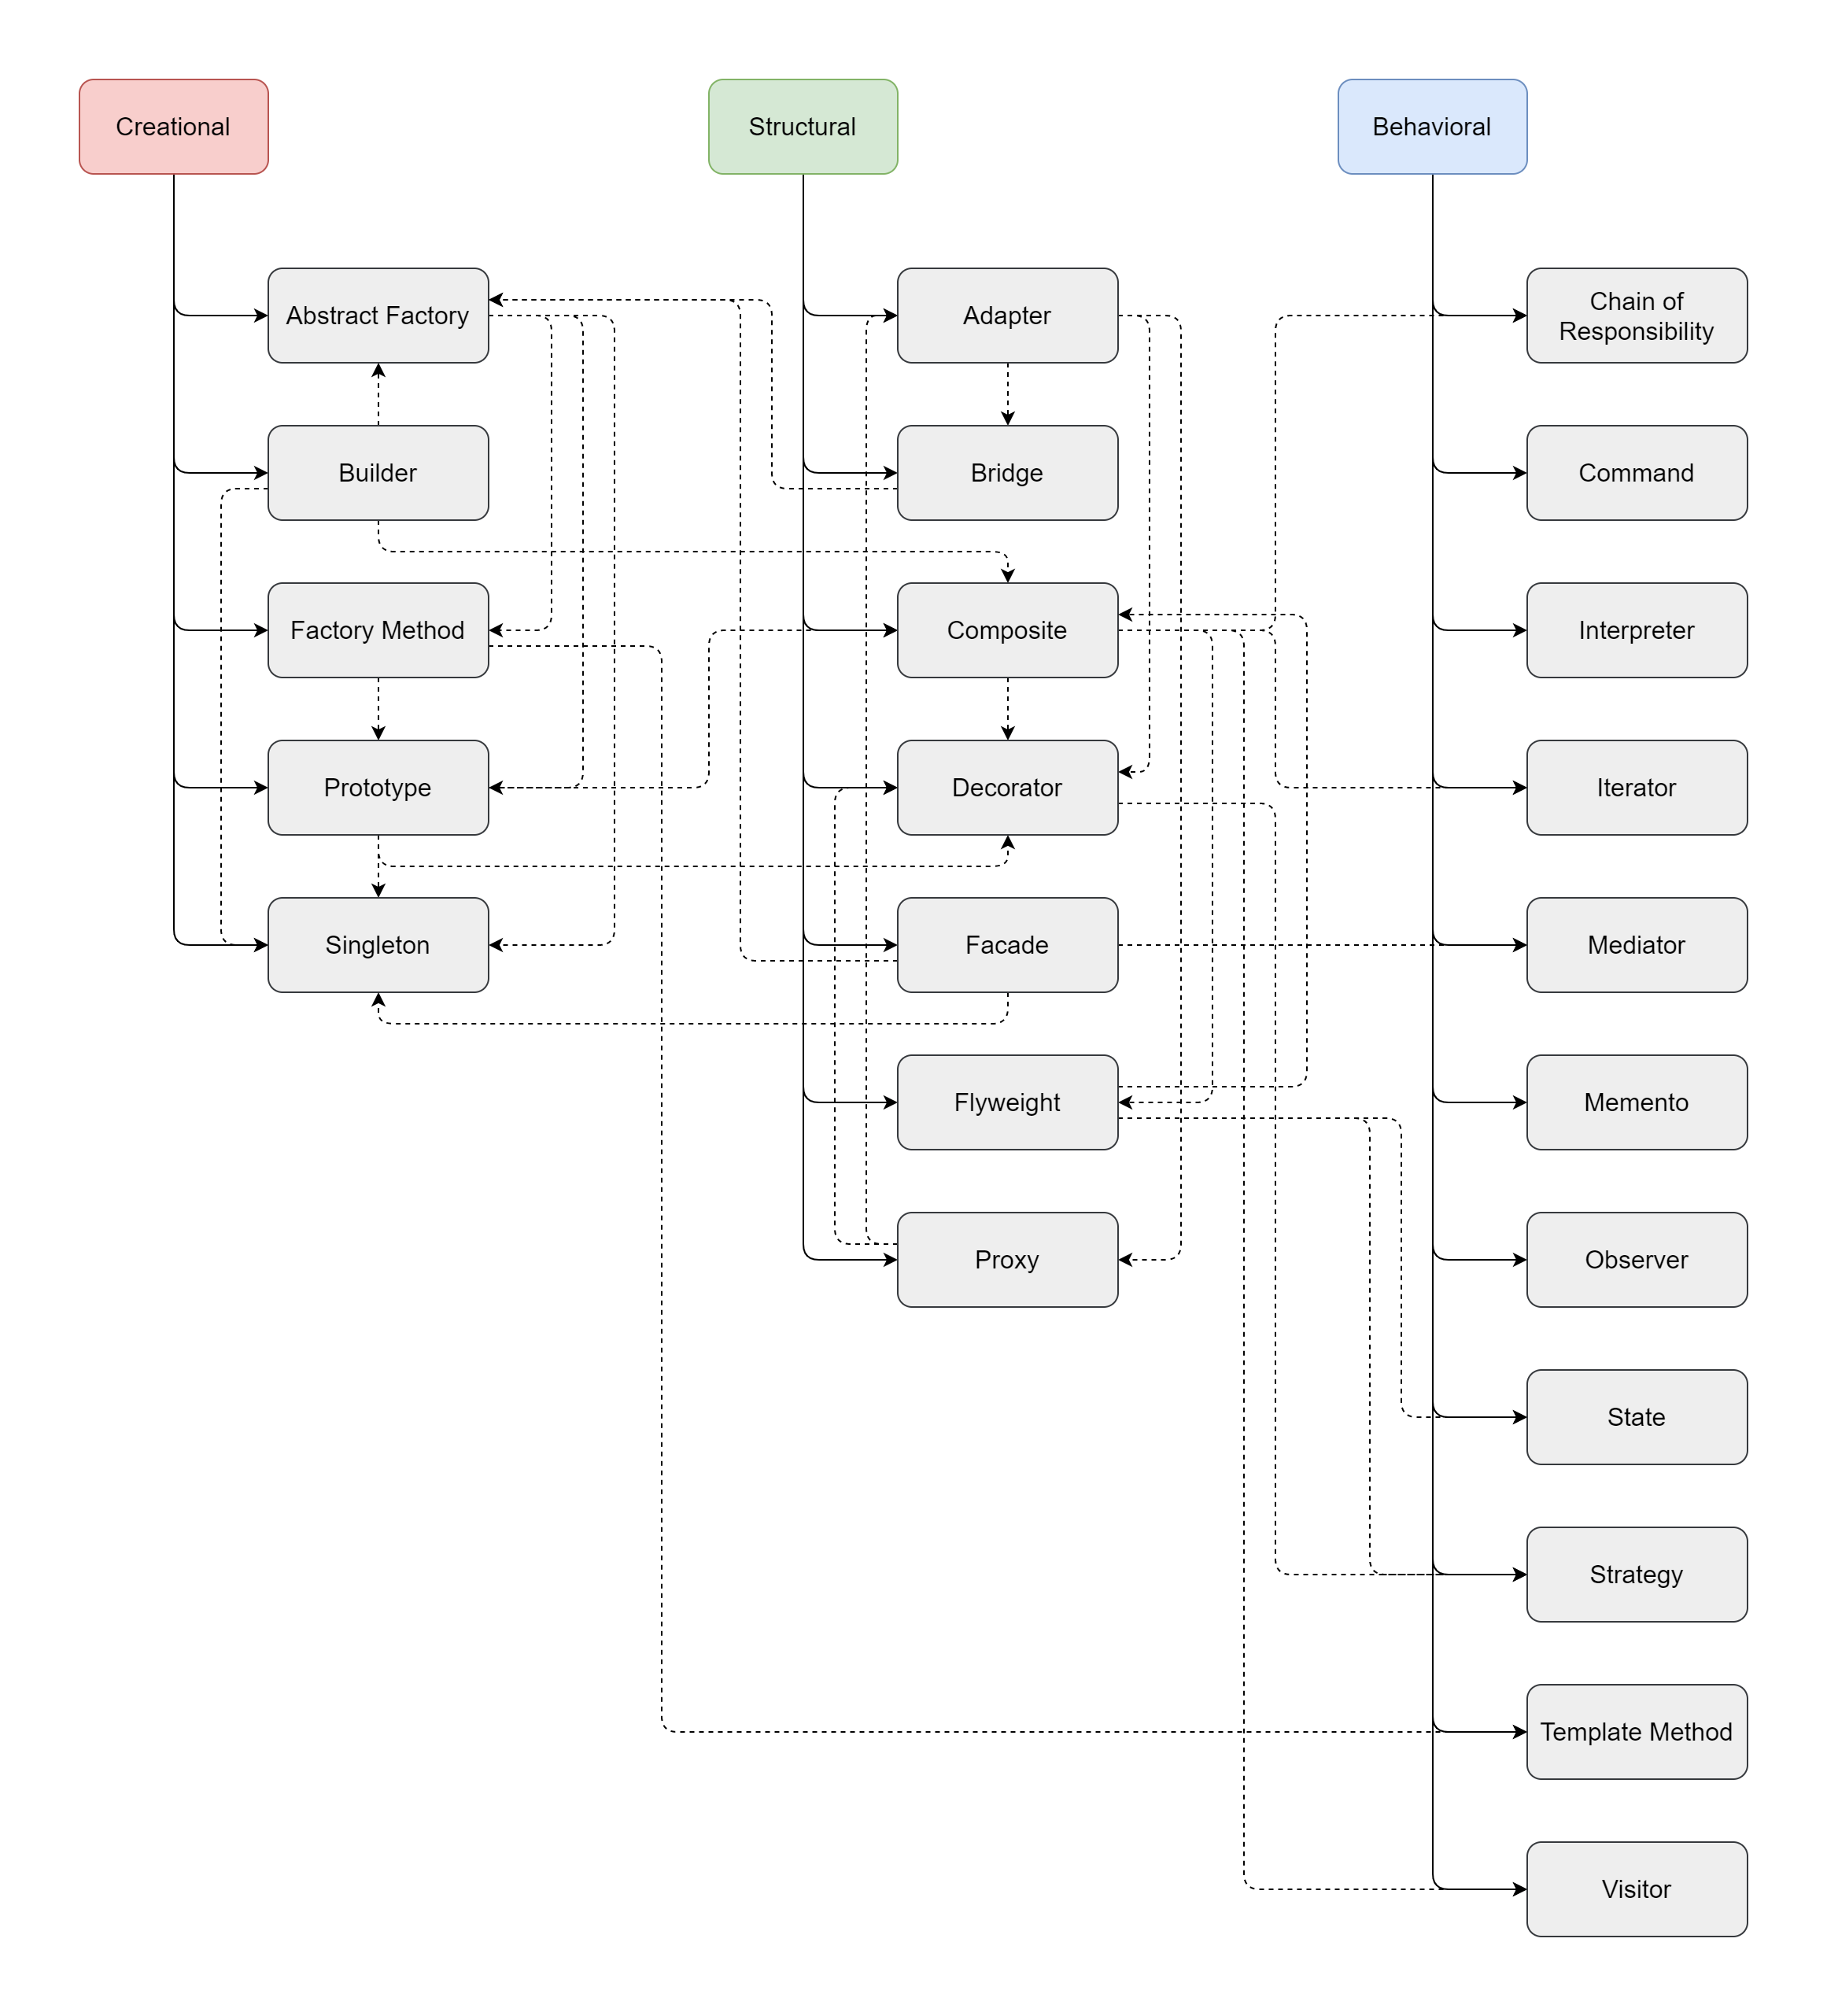 Creational
Structural
Behavioral
Abstract Factory
Adapter
Chain of
Responsibility
Builder
Bridge
Command
Factory Method
Composite
Interpreter
Prototype
Decorator
Iterator
Singleton
Facade
Mediator
Flyweight
Memento
Proxy
Observer
State
Strategy
Template Method
Visitor